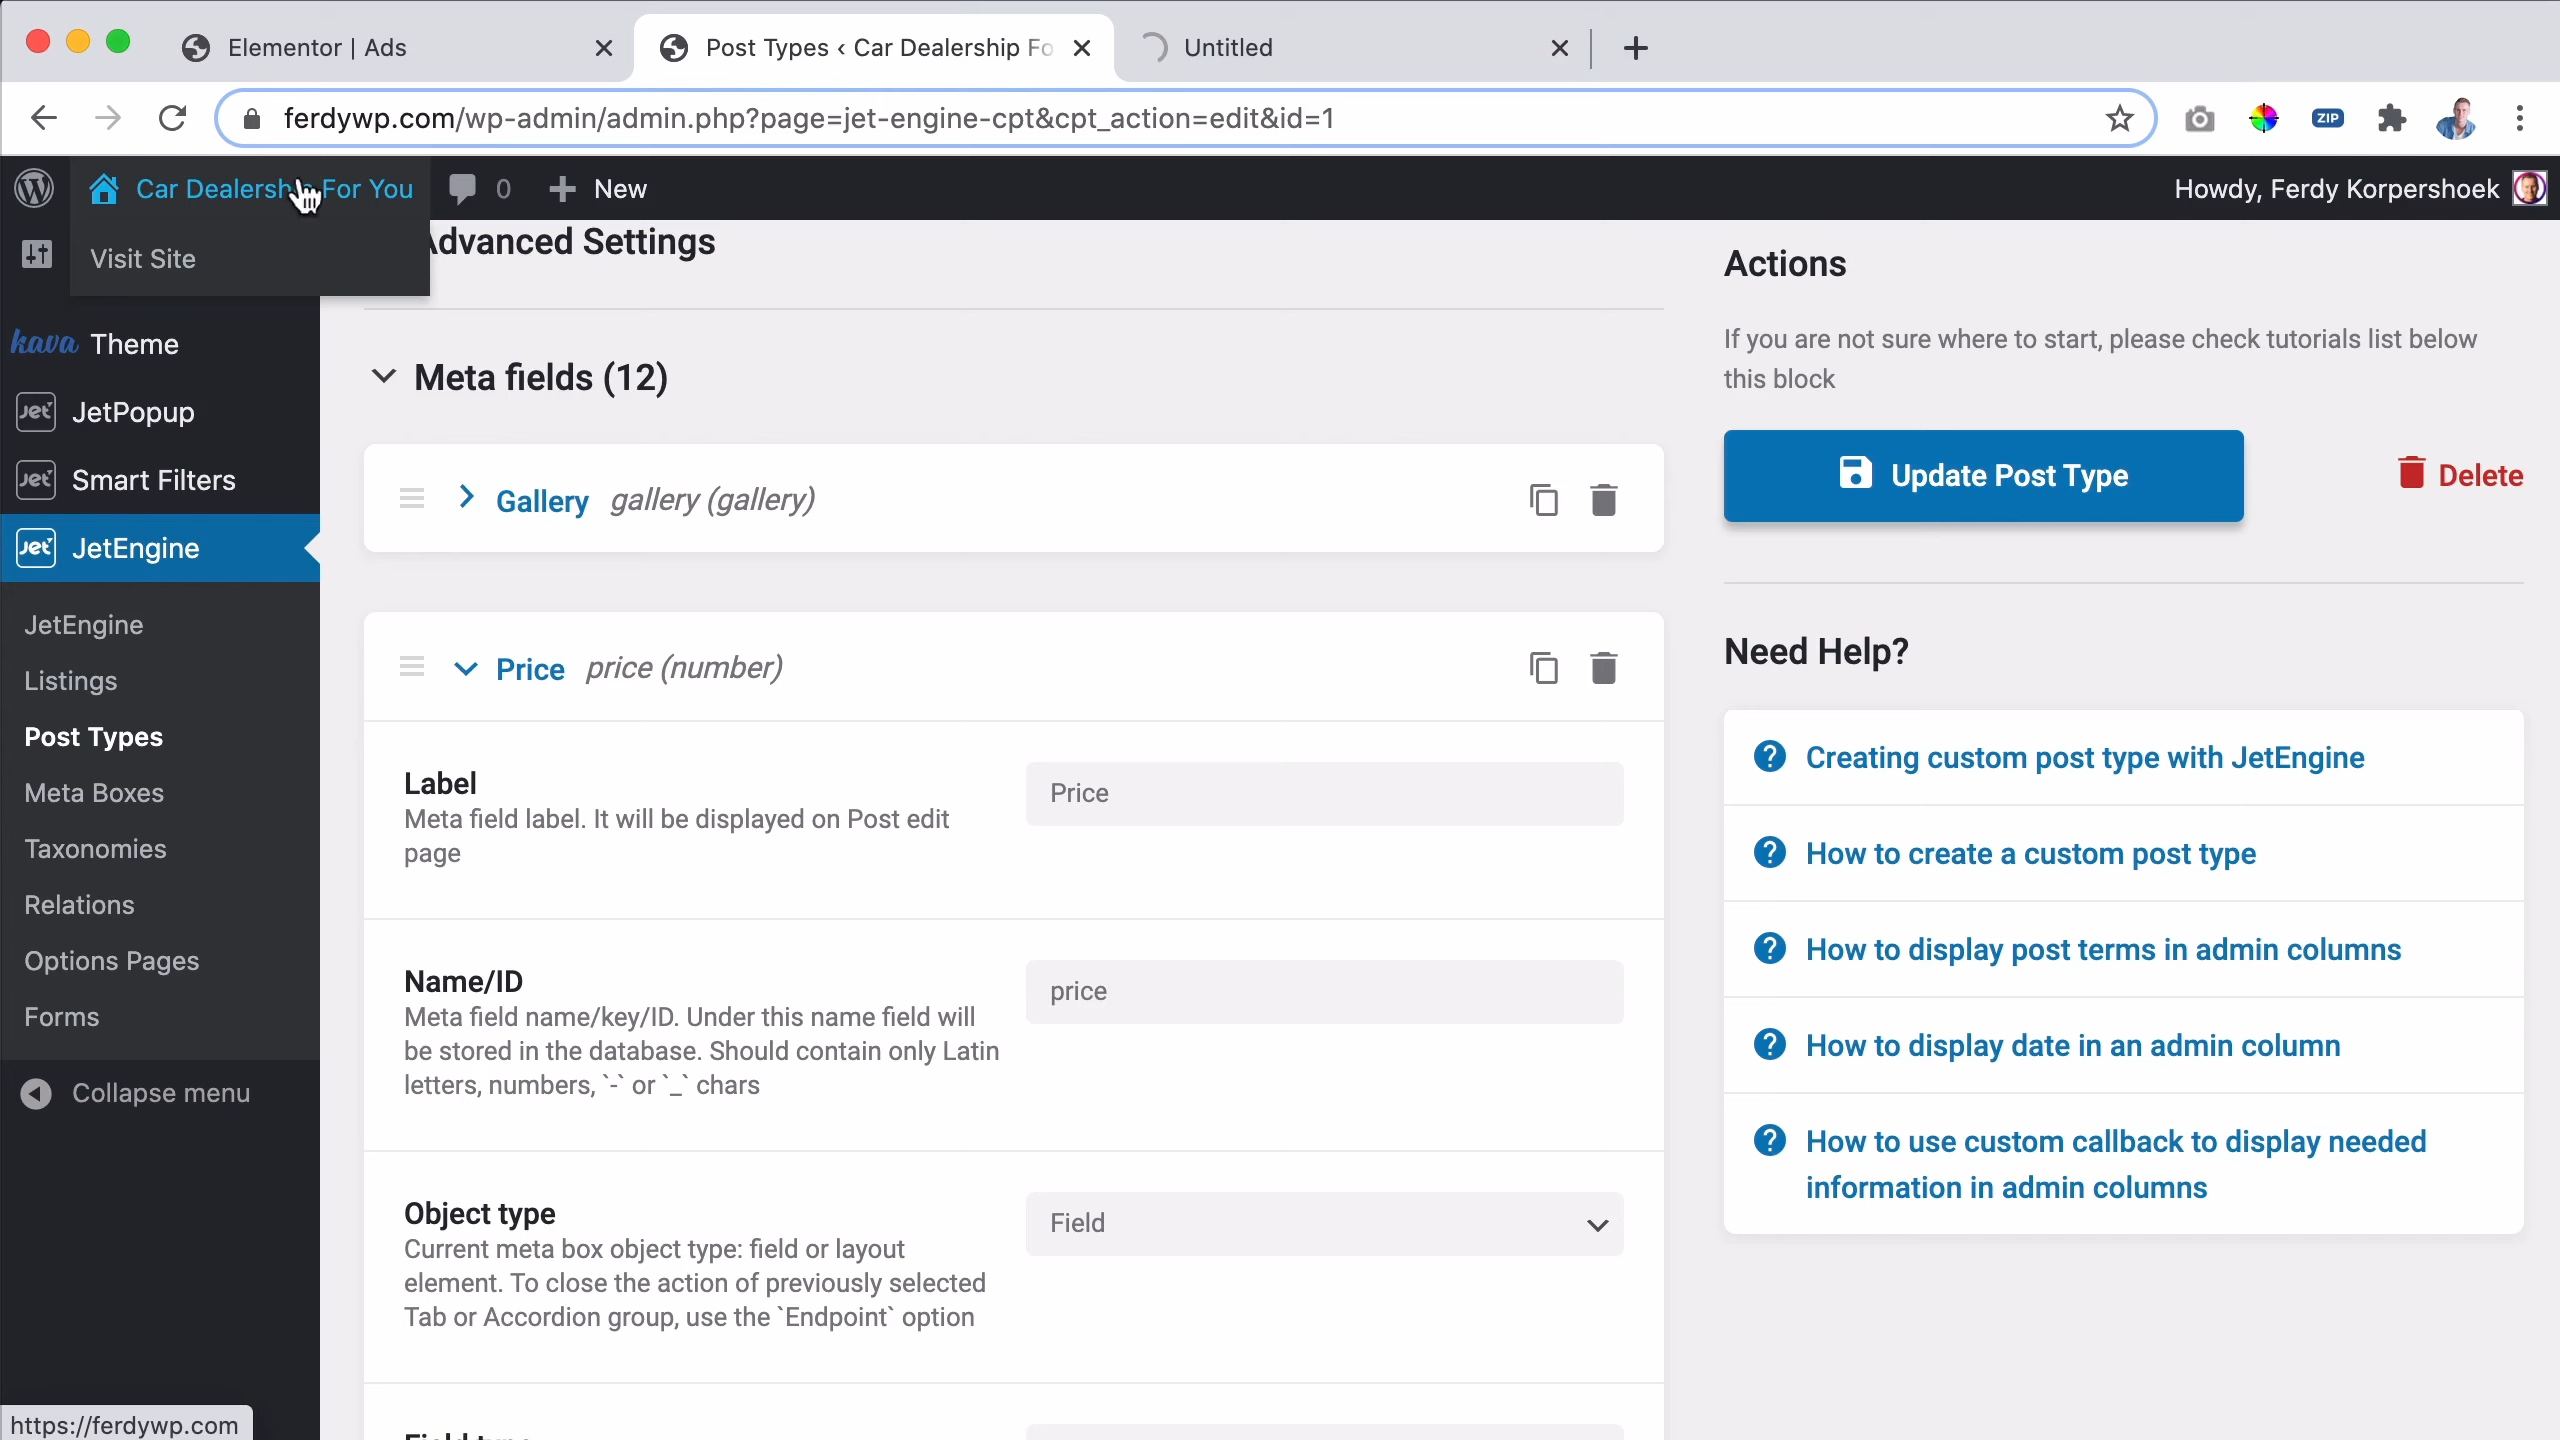 Elementor | Ads
Post Types ‹ Car Dealership Fo
Untitled
ferdywp.com/wp-admin/admin.php?page=jet-engine-cpt&cpt_action=edit&id=1
ZIP
Car Dealership For You
0
New
Howdy, Ferdy Korpershoek
Visit Site
kava Theme
Jet JetPopup
Jet Smart Filters
Jet JetEngine
JetEngine
Listings
Post Types
Meta Boxes
Taxonomies
Relations
Options Pages
Forms
Collapse menu
https://ferdywp.com
Advanced Settings
Meta fields (12)
Gallery gallery (gallery)
Price price (number)
Label
Meta field label. It will be displayed on Post edit
page
Price
Name/ID
Meta field name/key/ID. Under this name field will
be stored in the database. Should contain only Latin
letters, numbers, `-` or `_` chars
price
Object type
Current meta box object type: field or layout
element. To close the action of previously selected
Tab or Accordion group, use the `Endpoint` option
Field
Field type
Actions
If you are not sure where to start, please check tutorials list below
this block
Update Post Type
Delete
Need Help?
Creating custom post type with JetEngine
How to create a custom post type
How to display post terms in admin columns
How to display date in an admin column
How to use custom callback to display needed
information in admin columns